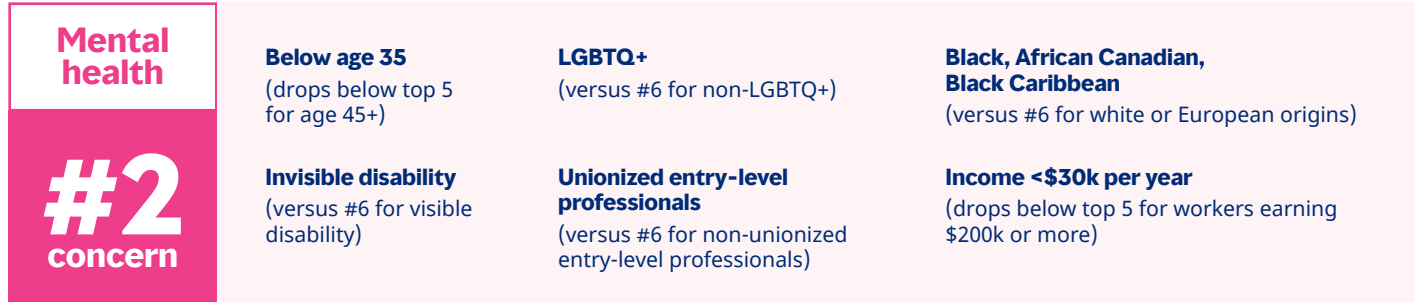 Mental
health
#2
concern
Below age 35
(drops below top 5
for age 45+)
LGBTQ+
(versus #6 for non-LGBTQ+)
Black, African Canadian,
Black Caribbean
(versus #6 for white or European origins)
Invisible disability
(versus #6 for visible
disability)
Unionized entry-level
professionals
(versus #6 for non-unionized
entry-level professionals)
Income <$30k per year
(drops below top 5 for workers earning
$200k or more)